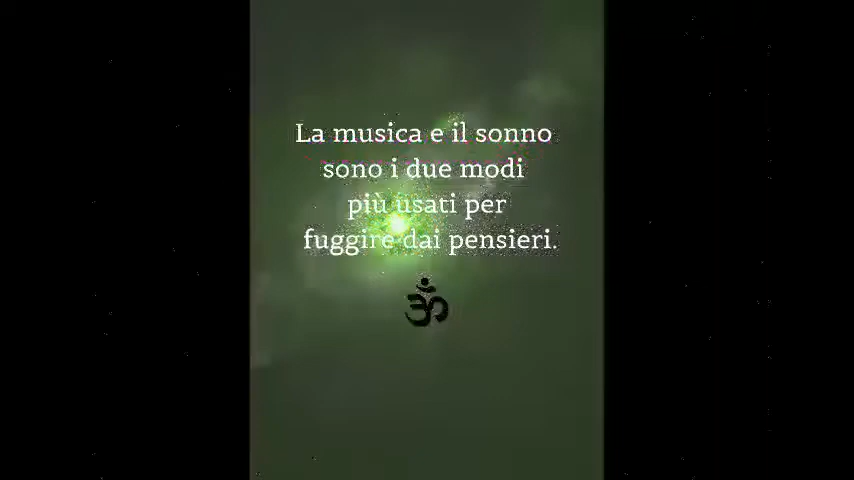 La musica e il sonno
sono i due modi
più usati per
fuggire dai pensieri.
ॐ